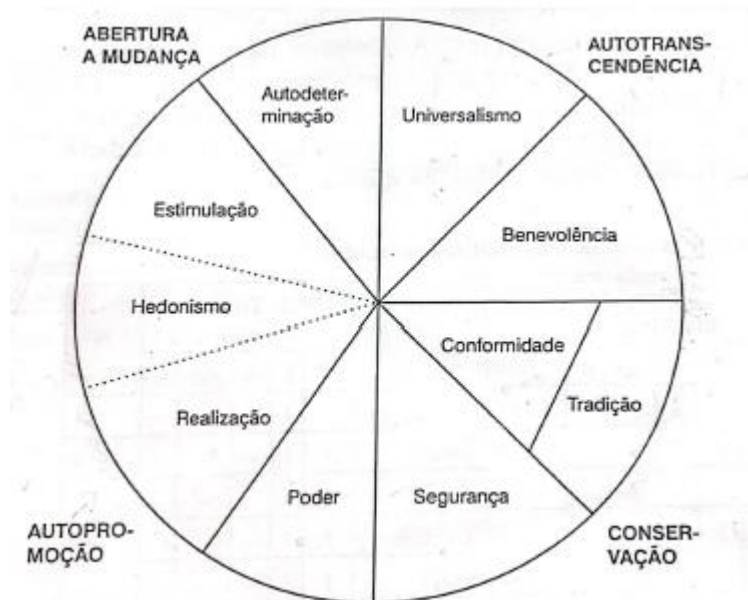 ABERTURA
A MUDANÇA
AUTOTRANS-
CENDÊNCIA
Autodeter-
minação
Universalismo
Estimulação
Benevolência
Hedonismo
Conformidade
Realização
Tradição
Poder
Segurança
AUTOPRO-
MOÇÃO
CONSER-
VAÇÃO